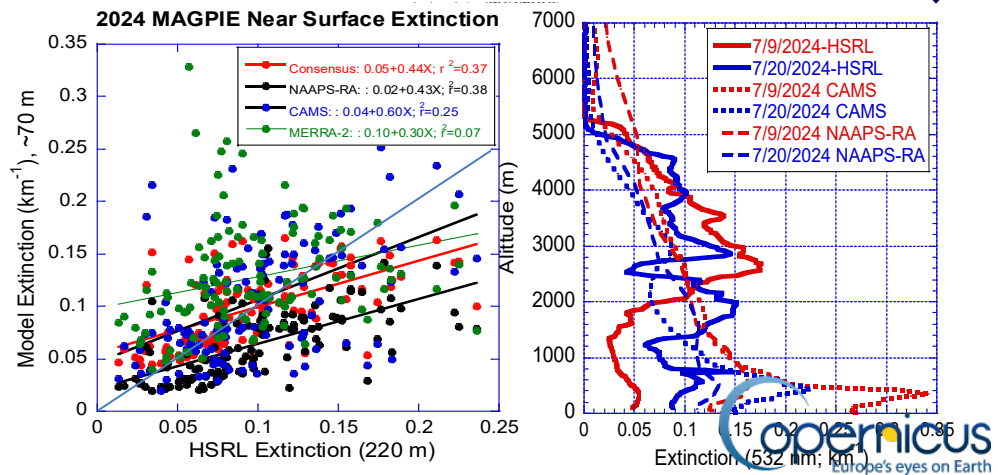 2024 MAGPIE Near Surface Extinction
0.35
0.3
0.25
0.2
0.15
0.1
0.05
0
0
0.05
0.10
0.15
0.20
0.25
Model Extinction (km-1), ~70 m
HSRL Extinction (220 m)
Consensus: 0.05+0.44X; r 2=0.37
NAAPS-RA: : 0.02+0.43X; r2=0.38
CAMS: : 0.04+0.60X; r2=0.25
MERRA-2: : 0.10+0.30X; r2=0.07
7000
6000
5000
4000
3000
2000
1000
0
0
0.05
0.1
0.15
0.2
0.25
0.3
0.35
Altitude (m)
Extinction (532 nm; km-1)
7/9/2024-HSRL
7/20/2024-HSRL
7/9/2024 CAMS
7/20/2024 CAMS
7/9/2024 NAAPS-RA
7/20/2024 NAAPS-RA
opernicus
Europe's eyes on Earth